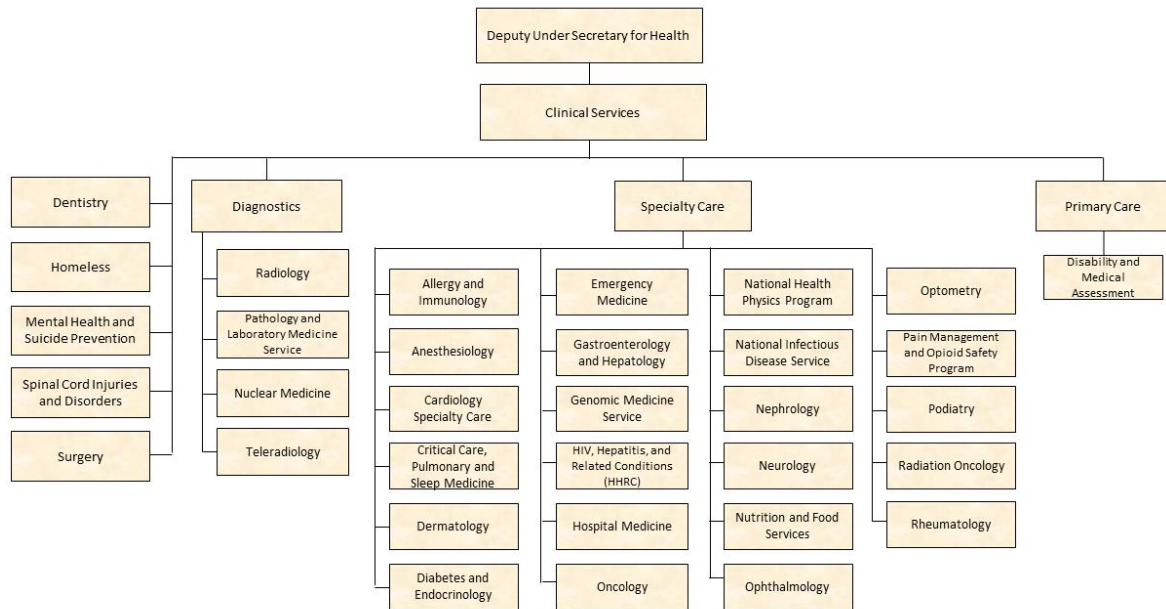 Deputy Under Secretary for Health
Clinical Services
Dentistry
Homeless
Mental Health and
Suicide Prevention
Spinal Cord Injuries
and Disorders
Surgery
Diagnostics
Radiology
Pathology and
Laboratory Medicine
Service
Nuclear Medicine
Teleradiology
Specialty Care
Allergy and
Immunology
Anesthesiology
Cardiology
Specialty Care
Critical Care,
Pulmonary and
Sleep Medicine
Dermatology
Diabetes and
Endocrinology
Emergency
Medicine
Gastroenterology
and Hepatology
Genomic Medicine
Service
HIV, Hepatitis, and
Related Conditions
(HHRC)
Hospital Medicine
Oncology
National Health
Physics Program
National Infectious
Disease Service
Nephrology
Neurology
Nutrition and Food
Services
Ophthalmology
Optometry
Pain Management
and Opioid Safety
Program
Podiatry
Radiation Oncology
Rheumatology
Primary Care
Disability and
Medical
Assessment